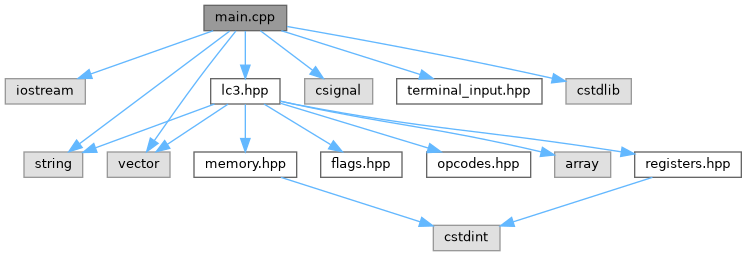 main.cpp
iostream
lc3.hpp
csignal
terminal_input.hpp
cstdlib
string
vector
memory.hpp
flags.hpp
opcodes.hpp
array
registers.hpp
cstdint